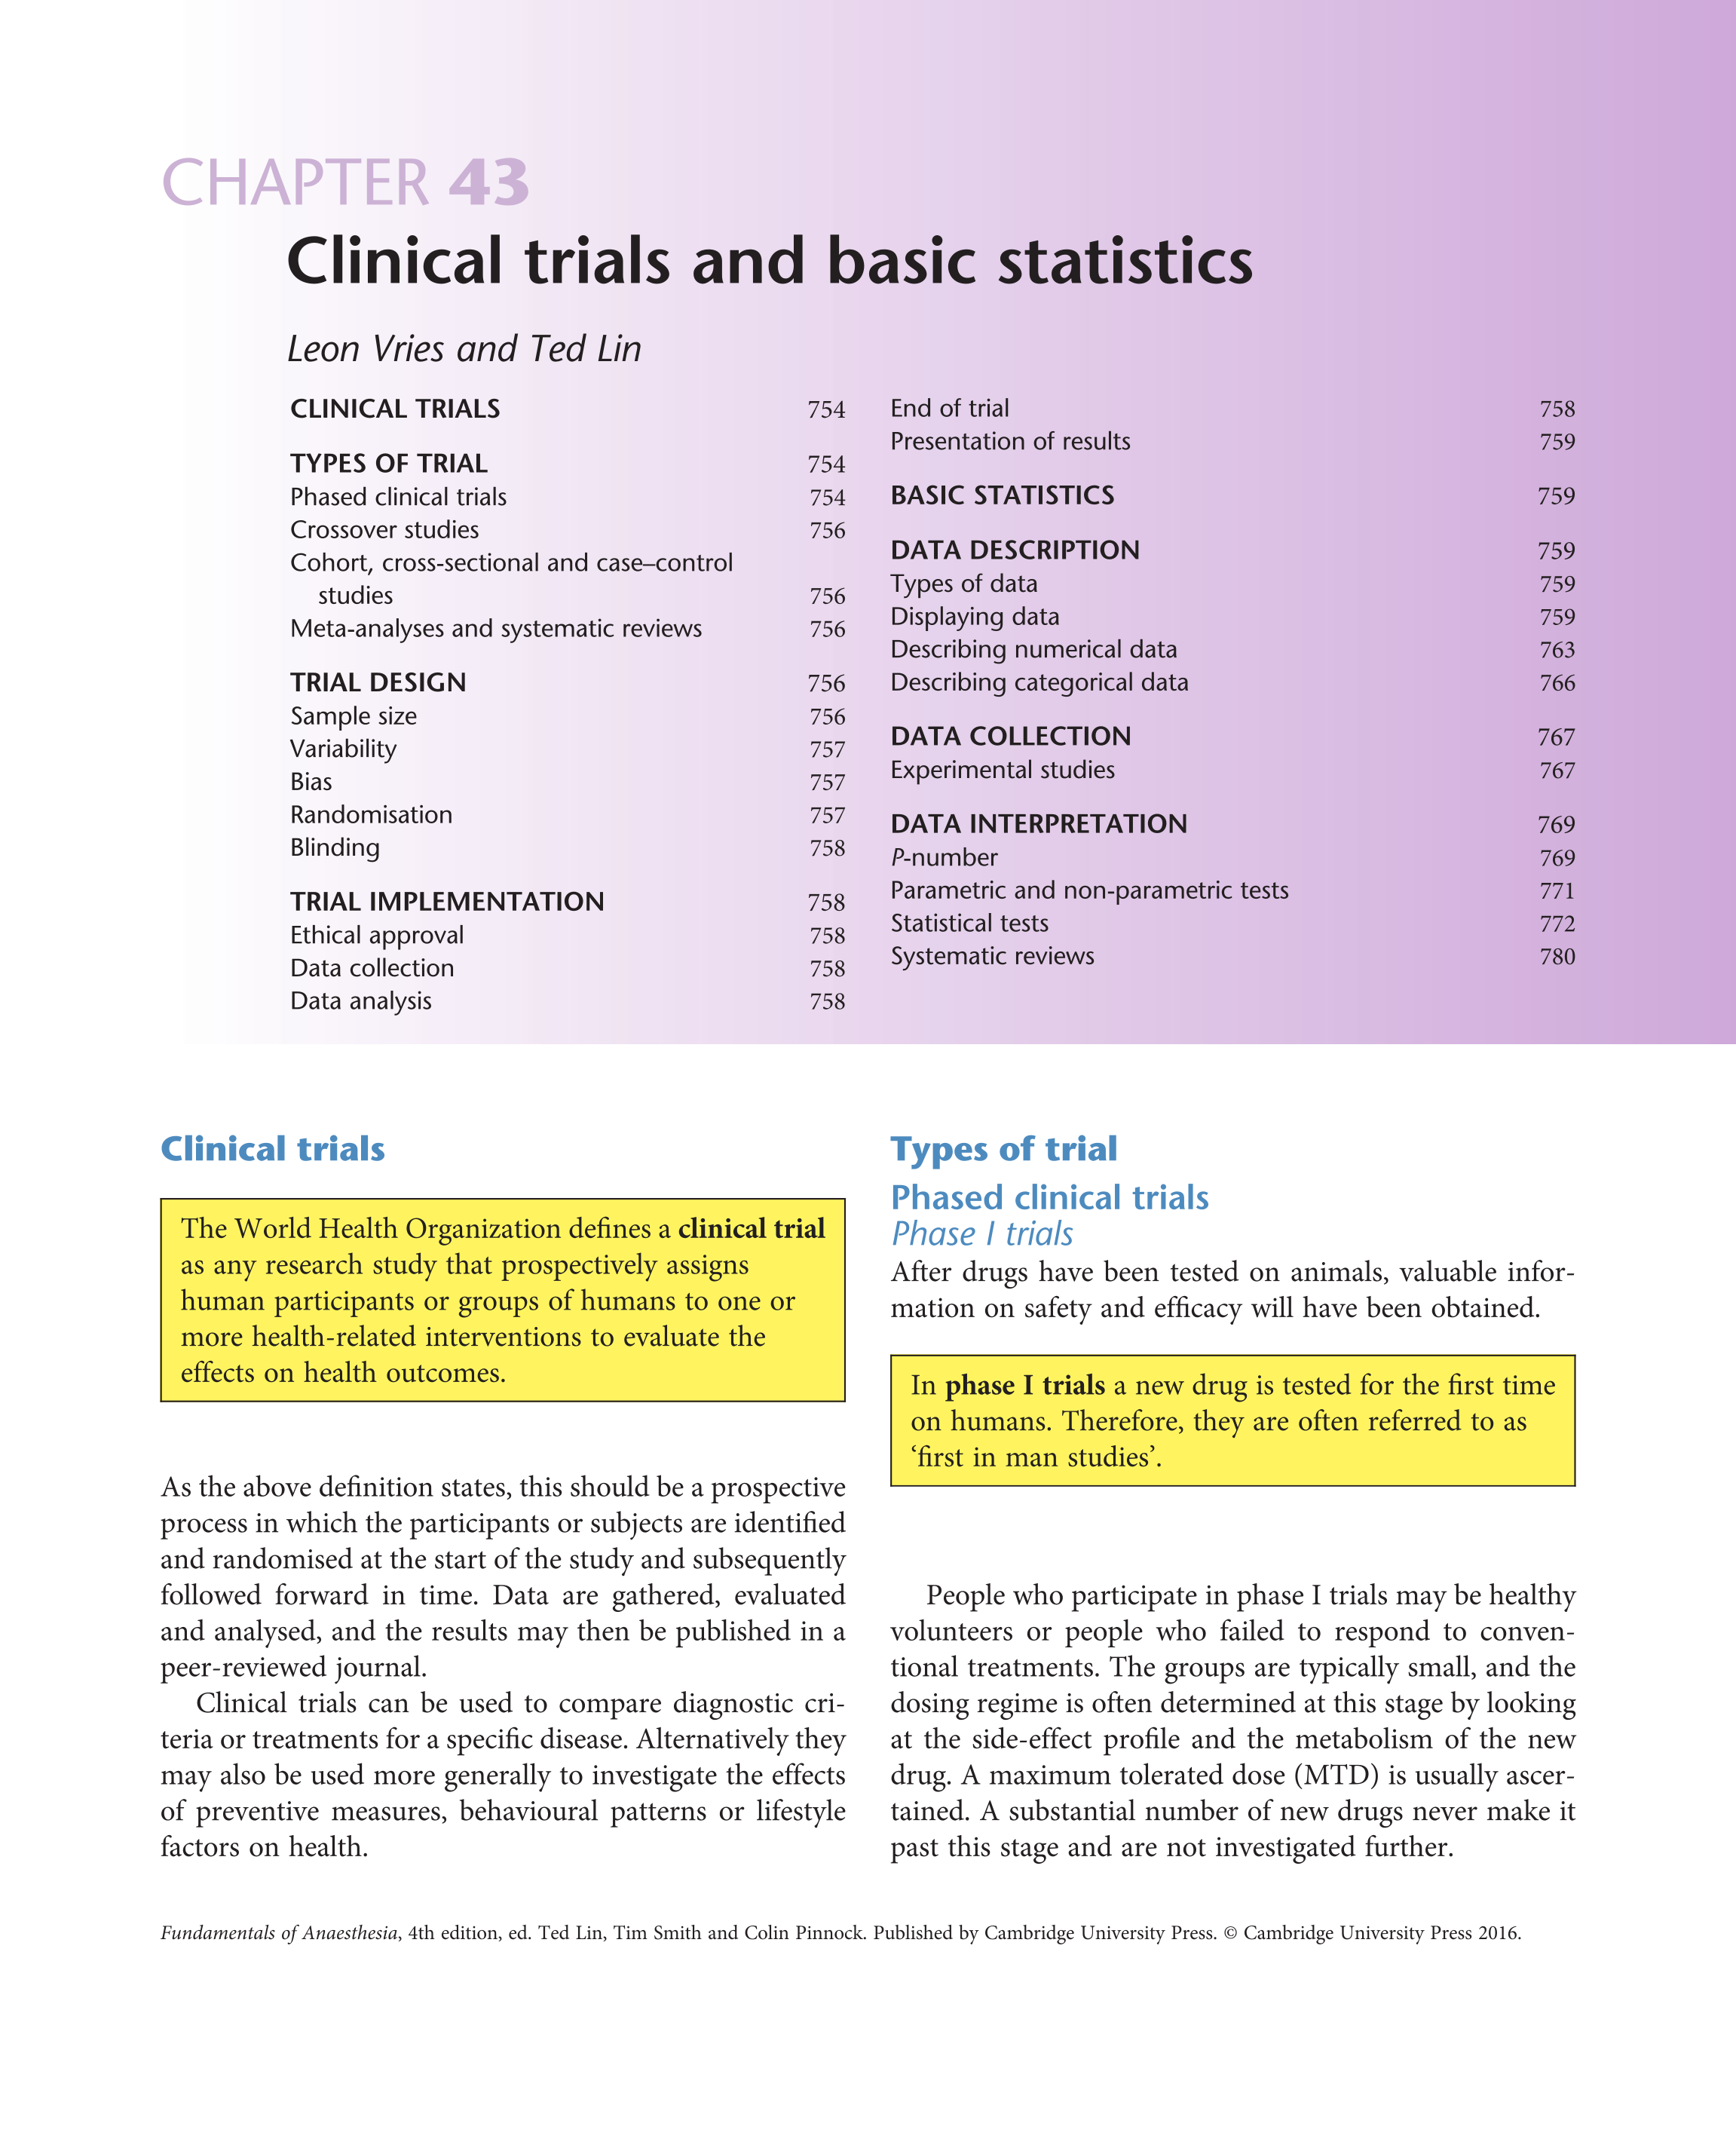 CHAPTER 43
Clinical trials and basic statistics
Leon Vries and Ted Lin
CLINICAL TRIALS 754
TYPES OF TRIAL 754
Phased clinical trials 754
Crossover studies 756
Cohort, cross-sectional and case–control
studies 756
Meta-analyses and systematic reviews 756
TRIAL DESIGN 756
Sample size 756
Variability 757
Bias 757
Randomisation 757
Blinding 758
TRIAL IMPLEMENTATION 758
Ethical approval 758
Data collection 758
Data analysis 758
End of trial 758
Presentation of results 759
BASIC STATISTICS 759
DATA DESCRIPTION 759
Types of data 759
Displaying data 759
Describing numerical data 763
Describing categorical data 766
DATA COLLECTION 767
Experimental studies 767
DATA INTERPRETATION 769
P-number 769
Parametric and non-parametric tests 771
Statistical tests 772
Systematic reviews 780
Clinical trials
The World Health Organization defines a clinical trial
as any research study that prospectively assigns
human participants or groups of humans to one or
more health-related interventions to evaluate the
effects on health outcomes.
As the above definition states, this should be a prospective
process in which the participants or subjects are identified
and randomised at the start of the study and subsequently
followed forward in time. Data are gathered, evaluated
and analysed, and the results may then be published in a
peer-reviewed journal.
Clinical trials can be used to compare diagnostic cri-
teria or treatments for a specific disease. Alternatively they
may also be used more generally to investigate the effects
of preventive measures, behavioural patterns or lifestyle
factors on health.
Types of trial
Phased clinical trials
Phase I trials
After drugs have been tested on animals, valuable infor-
mation on safety and efficacy will have been obtained.
In phase I trials a new drug is tested for the first time
on humans. Therefore, they are often referred to as
‘first in man studies’.
People who participate in phase I trials may be healthy
volunteers or people who failed to respond to conven-
tional treatments. The groups are typically small, and the
dosing regime is often determined at this stage by looking
at the side-effect profile and the metabolism of the new
drug. A maximum tolerated dose (MTD) is usually ascer-
tained. A substantial number of new drugs never make it
past this stage and are not investigated further.
Fundamentals of Anaesthesia, 4th edition, ed. Ted Lin, Tim Smith and Colin Pinnock. Published by Cambridge University Press. © Cambridge University Press 2016.